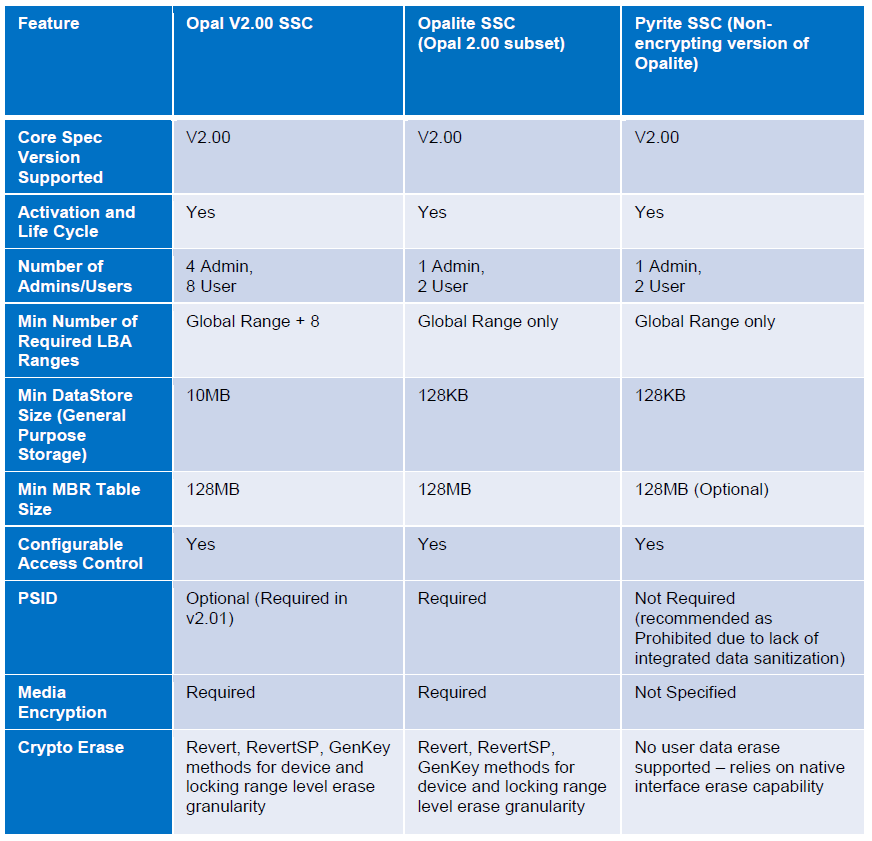 Feature
Opal V2.00 SSC
Opalite SSC
(Opal 2.00 subset)
Pyrite SSC (Non-
encrypting version of
Opalite)
Core Spec
Version
Supported
V2.00
V2.00
V2.00
Activation and
Life Cycle
Yes
Yes
Yes
Number of
Admins/Users
4 Admin,
8 User
1 Admin,
2 User
1 Admin,
2 User
Min Number of
Required LBA
Ranges
Global Range + 8
Global Range only
Global Range only
Min DataStore
Size (General
Purpose
Storage)
10MB
128KB
128KB
Min MBR Table
Size
128MB
128MB
128MB (Optional)
Configurable
Access Control
Yes
Yes
Yes
PSID
Optional (Required in
v2.01)
Required
Not Required
(recommended as
Prohibited due to lack of
integrated data sanitization)
Media
Encryption
Required
Required
Not Specified
Crypto Erase
Revert, RevertSP, GenKey
methods for device and
locking range level erase
granularity
Revert, RevertSP,
GenKey methods for
device and locking range
level erase granularity
No user data erase
supported – relies on native
interface erase capability